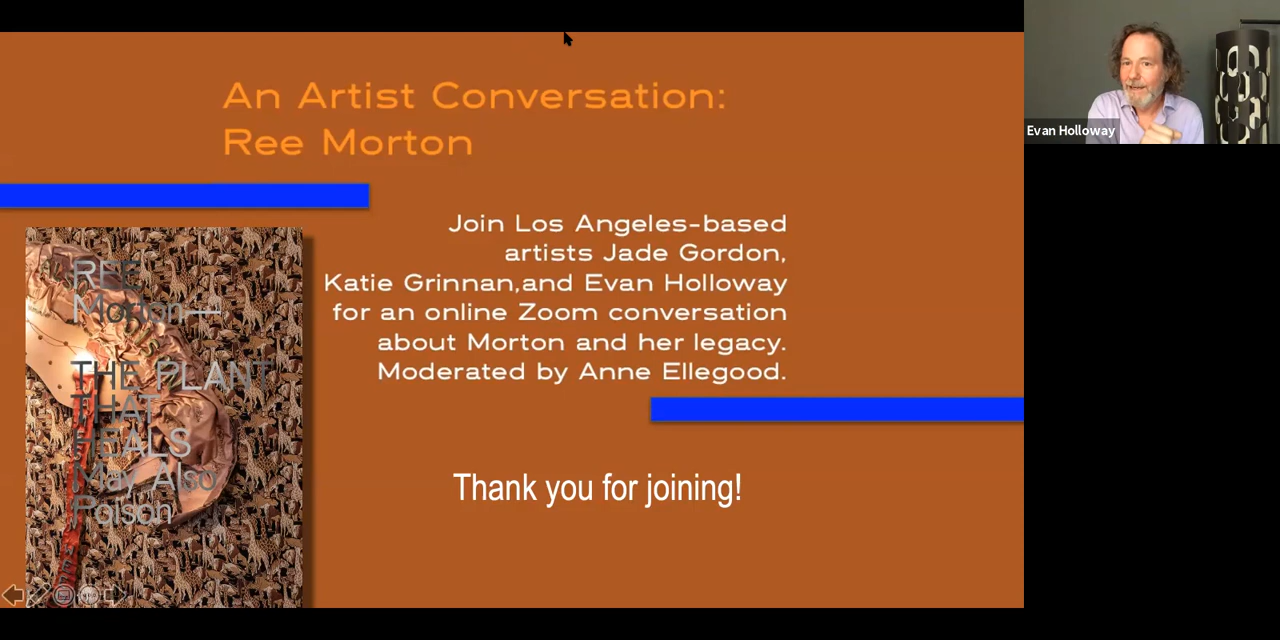 An Artist Conversation:
Ree Morton
Join Los Angeles-based
artists Jade Gordon,
Katie Grinnan,and Evan Holloway
for an online Zoom conversation
about Morton and her legacy.
Moderated by Anne Ellegood.
Thank you for joining!
REE
Morton—
THE PLANT
THAT
HEALS
May Also
Poison
Evan Holloway